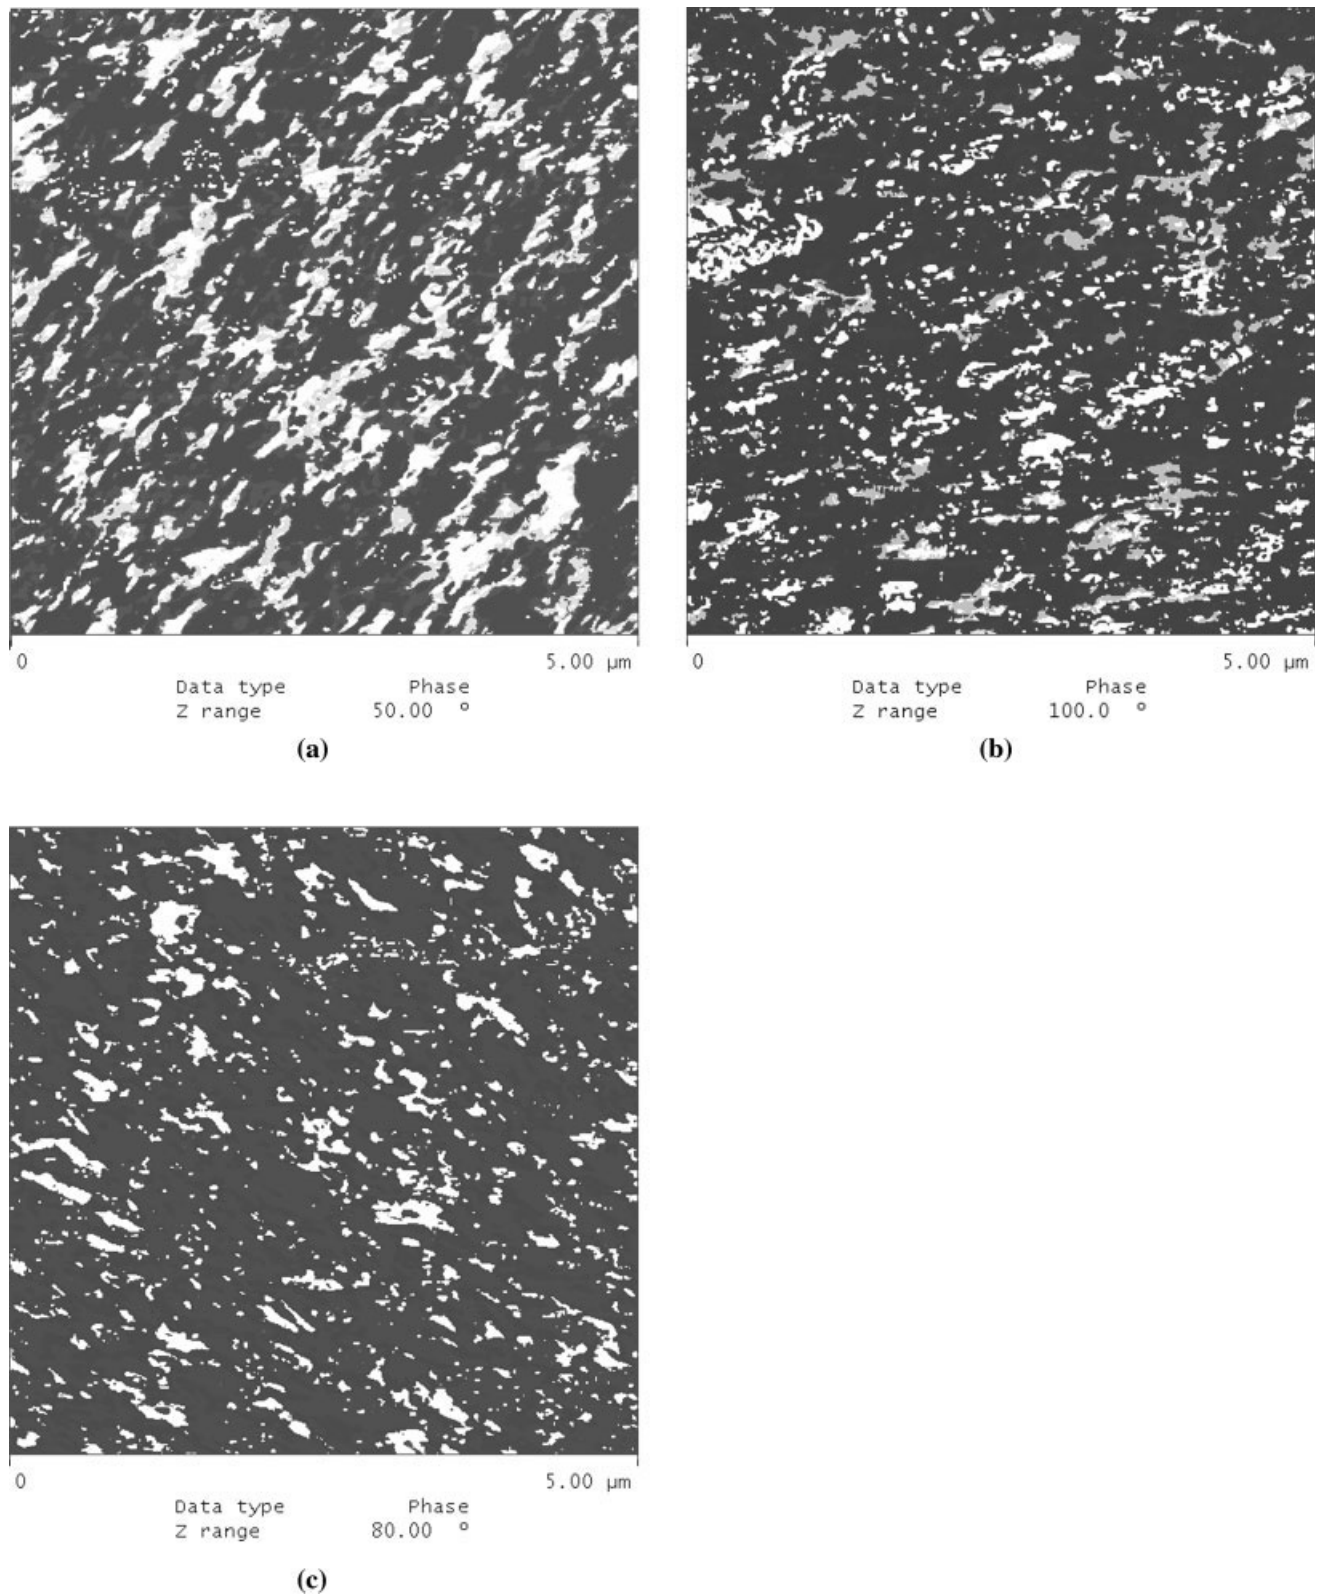 0 5.00 µm
Data type Phase
Z range 50.00 °
(a)
0 5.00 µm
Data type Phase
Z range 100.0 °
(b)
0 5.00 µm
Data type Phase
Z range 80.00 °
(c)